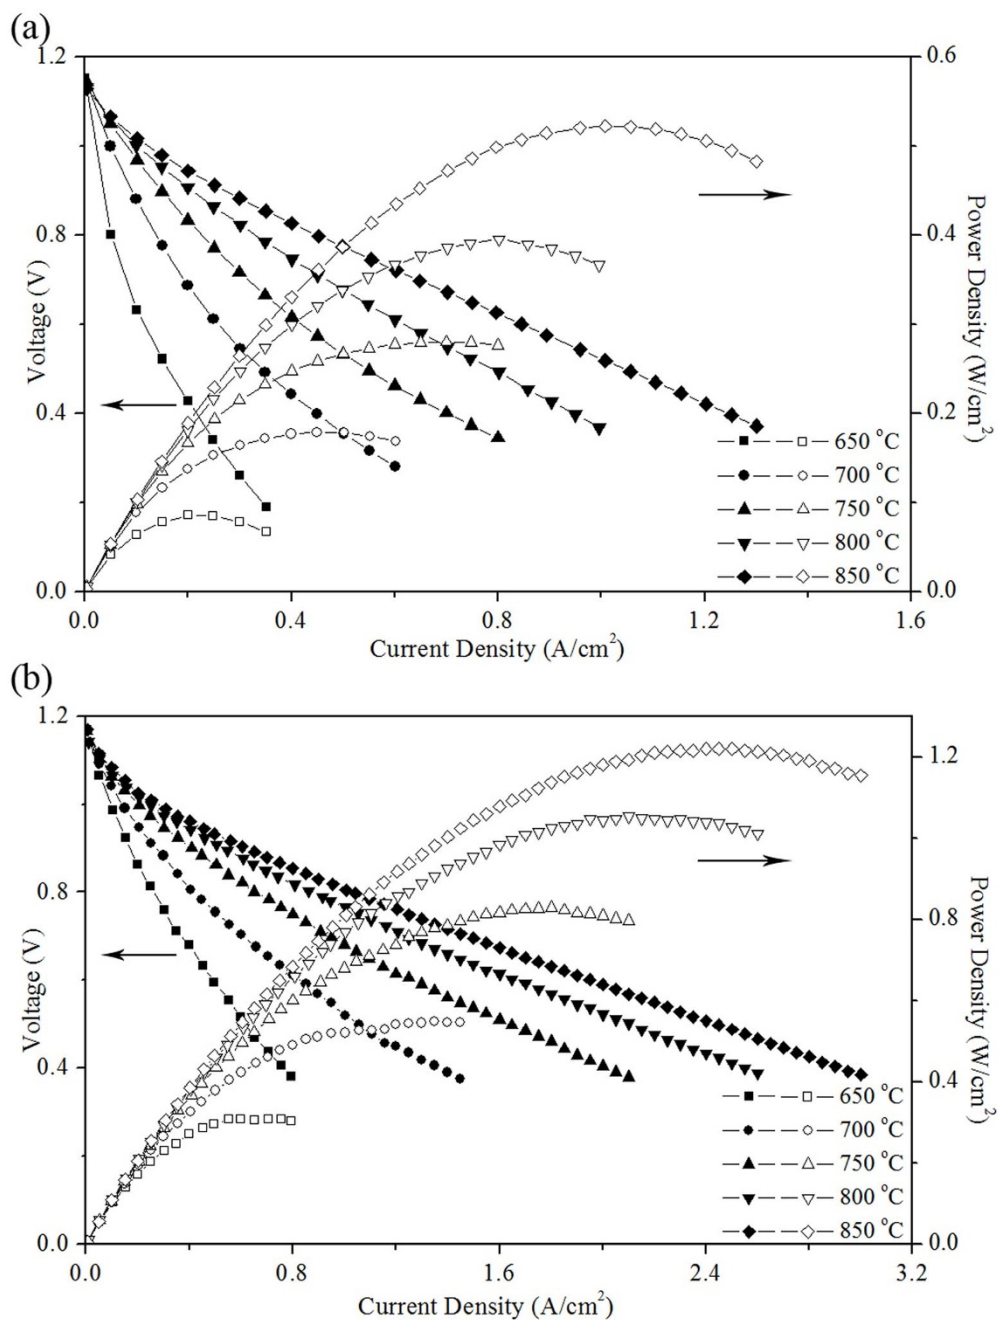 (a)
1.2
0.8
0.4
0.0
Voltage (V)
0.6
0.4
0.2
0.0
Power Density (W/cm²)
650 °C
700 °C
750 °C
800 °C
850 °C
0.0 0.4 0.8 1.2 1.6
Current Density (A/cm²)
(b)
1.2
0.8
0.4
0.0
Voltage (V)
1.2
0.8
0.4
0.0
Power Density (W/cm²)
650 °C
700 °C
750 °C
800 °C
850 °C
0.0 0.8 1.6 2.4 3.2
Current Density (A/cm²)